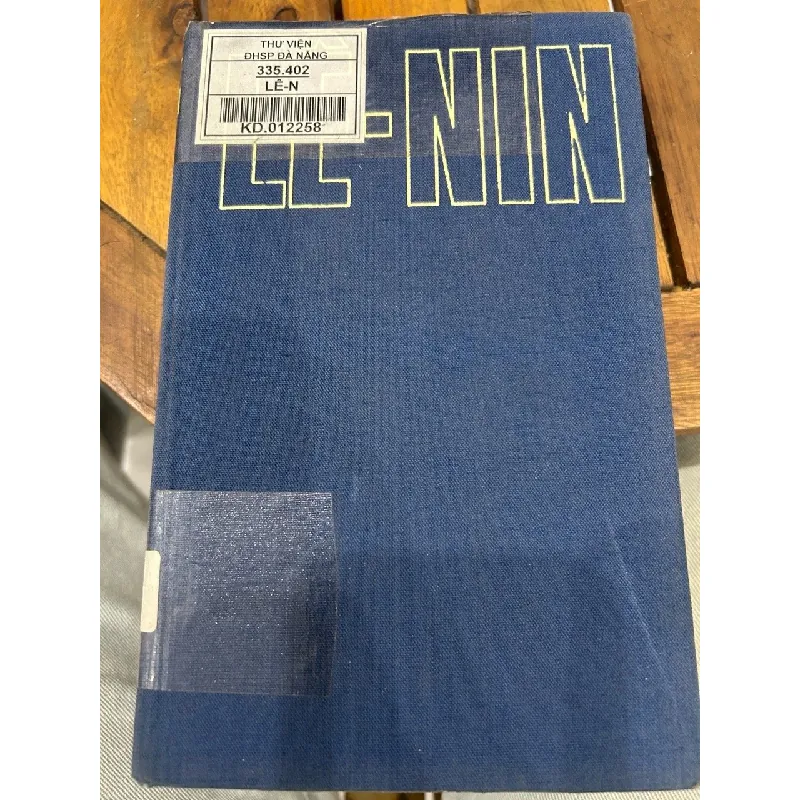 THƯ VIỆN
ĐHSP ĐÀ NẴNG
335.402
LÊ-N
KD.012258
LÊ-NIN